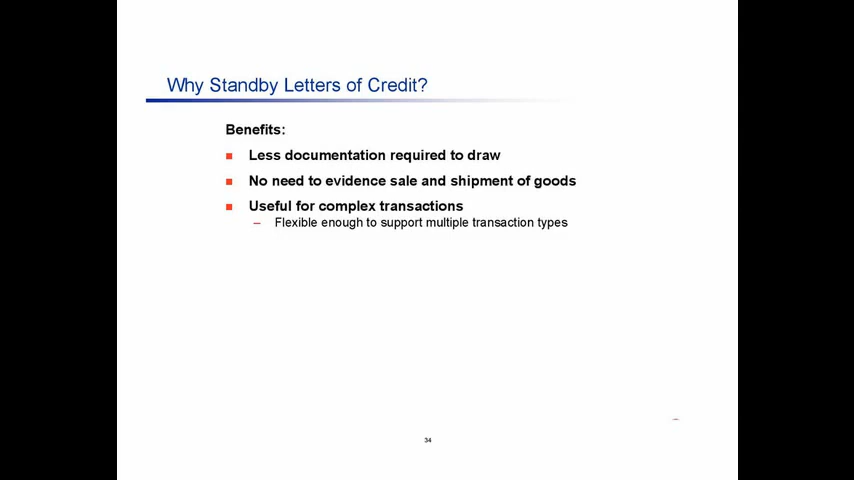 Why Standby Letters of Credit?
Benefits:
Less documentation required to draw
No need to evidence sale and shipment of goods
Useful for complex transactions
– Flexible enough to support multiple transaction types
34